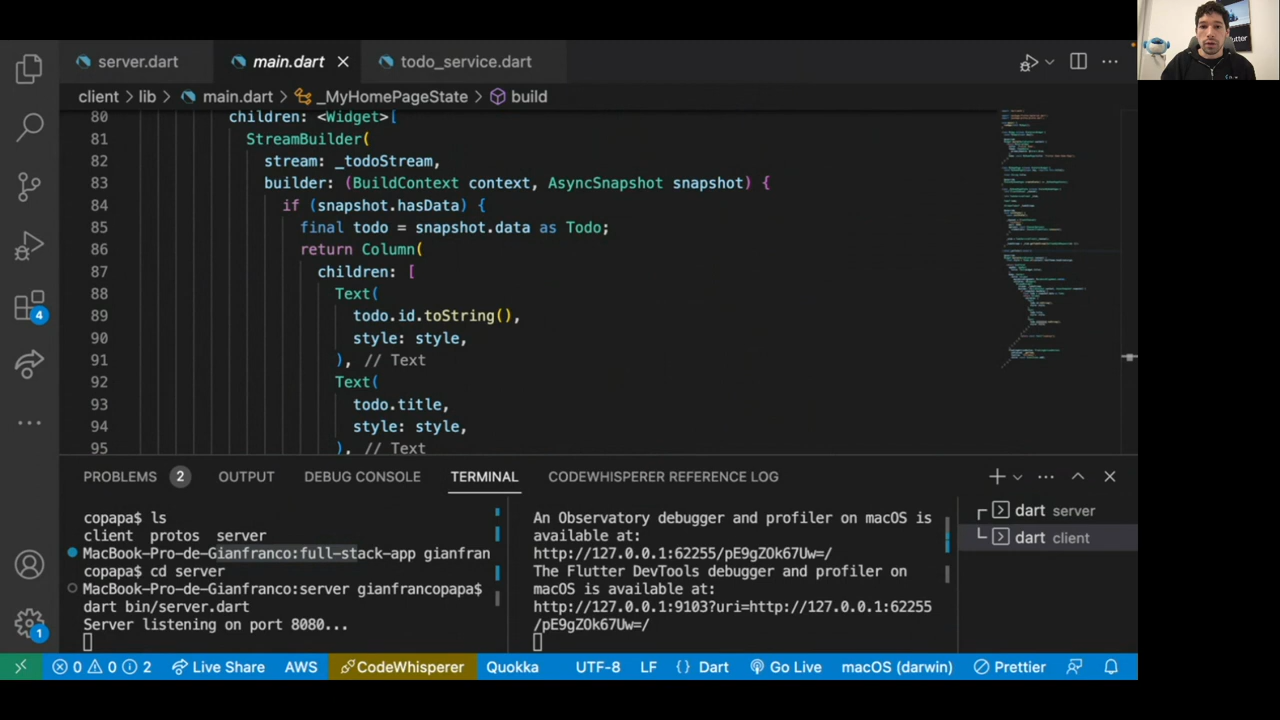 utter
server.dart
main.dart
todo_service.dart
client > lib > main.dart > _MyHomePageState > build
80 children: <Widget>[
81 StreamBuilder(
82 stream: _todoStream,
83 builder: (BuildContext context, AsyncSnapshot snapshot) {
84 if (snapshot.hasData) {
85 final todo = snapshot.data as Todo;
86 return Column(
87 children: [
88 Text(
89 todo.id.toString(),
90 style: style,
91 ), // Text
92 Text(
93 todo.title,
94 style: style,
95 ), // Text
PROBLEMS 2 OUTPUT DEBUG CONSOLE TERMINAL CODEWHISPERER REFERENCE LOG
4
copapa$ ls
client protos server
MacBook-Pro-de-Gianfranco:full-stack-app gianfran
copapa$ cd server
MacBook-Pro-de-Gianfranco:server gianfrancopapa$
dart bin/server.dart
Server listening on port 8080...
An Observatory debugger and profiler on macOS is
available at:
http://127.0.0.1:62255/pE9gZOk67Uw=/
The Flutter DevTools debugger and profiler on
macOS is available at:
http://127.0.0.1:9103?uri=http://127.0.0.1:62255
/pE9gZOk67Uw=/
dart server
dart client
1
0 0 2 Live Share AWS CodeWhisperer Quokka UTF-8 LF {} Dart Go Live macOS (darwin) Prettier